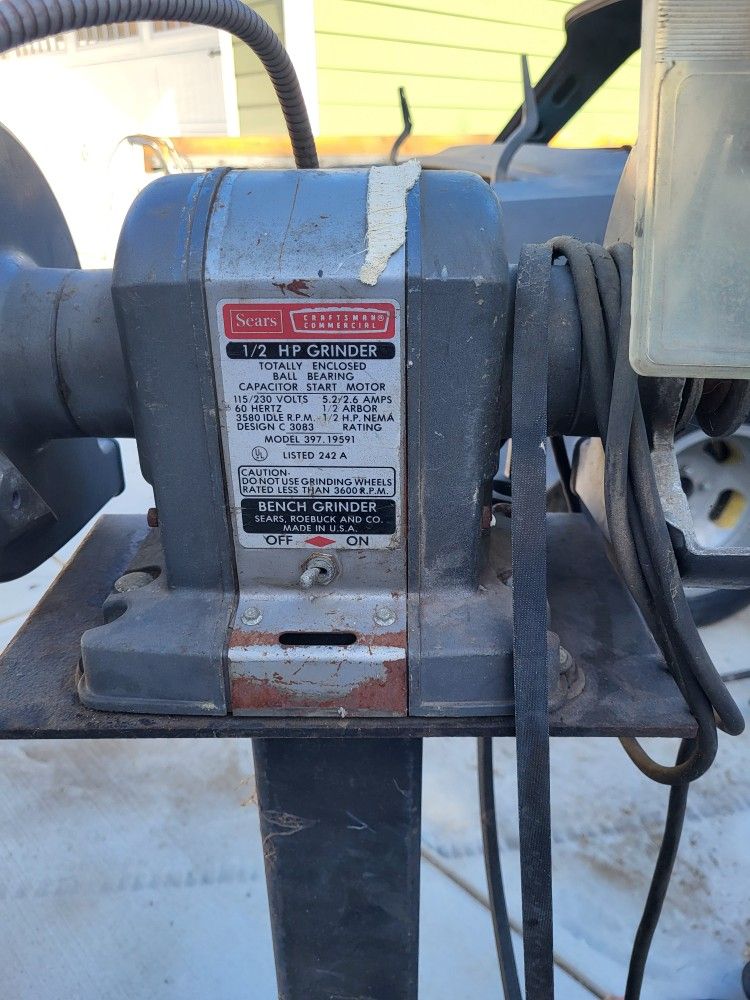 Sears CRAFTSMAN®
COMMERCIAL
1/2 HP GRINDER
TOTALLY ENCLOSED
BALL BEARING
CAPACITOR START MOTOR
115/230 VOLTS 5.2/2.6 AMPS
60 HERTZ 1/2 ARBOR
3580 IDLE R.P.M. 1/2 H.P. NEMA
DESIGN C 3083 RATING
MODEL 397.19591
UL LISTED 242 A
CAUTION-
DO NOT USE GRINDING WHEELS
RATED LESS THAN 3600 R.P.M.
BENCH GRINDER
SEARS, ROEBUCK AND CO.
MADE IN U.S.A.
OFF ON